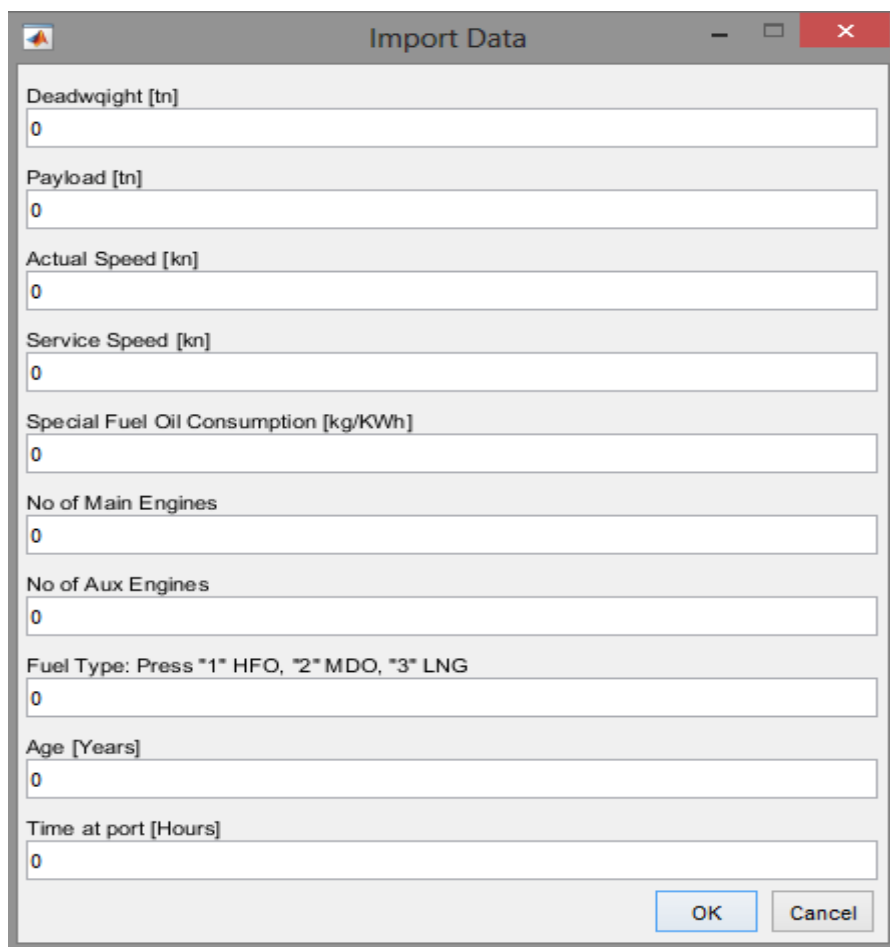 Import Data
Deadwqight [tn]
0
Payload [tn]
0
Actual Speed [kn]
0
Service Speed [kn]
0
Special Fuel Oil Consumption [kg/KWh]
0
No of Main Engines
0
No of Aux Engines
0
Fuel Type: Press "1" HFO, "2" MDO, "3" LNG
0
Age [Years]
0
Time at port [Hours]
0
OK Cancel